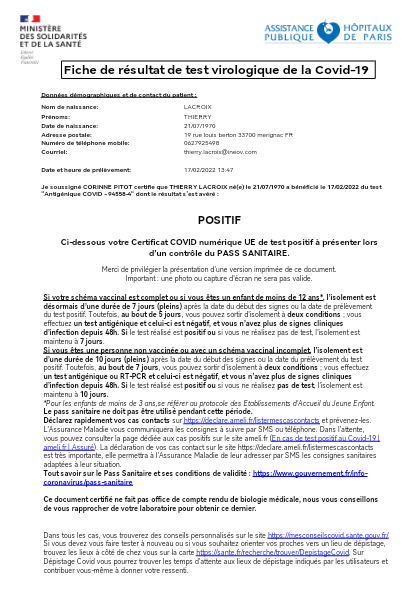 MINISTÈRE
DES SOLIDARITÉS
ET DE LA SANTÉ
Liberté
Égalité
Fraternité
ASSISTANCE PUBLIQUE HÔPITAUX DE PARIS
Fiche de résultat de test virologique de la Covid-19
Données démographiques et de contact du patient :
Nom de naissance: LACROIX
Prénoms: THIERRY
Date de naissance: 21/07/1970
Adresse postale: 19 rue louis berton 33700 merignac FR
Numéro de téléphone mobile: 0627925498
Courriel: thierry.lacroix@ineov.com
Date et heure de prélèvement: 17/02/2022 13:47
Je soussigné CORINNE PITOT certifie que THIERRY LACROIX né(e) le 21/07/1970 a bénéficié le 17/02/2022 du test
"Antigénique COVID -94558-4" dont le résultat s'est avéré :
POSITIF
Ci-dessous votre Certificat COVID numérique UE de test positif à présenter lors
d'un contrôle du PASS SANITAIRE.
Merci de privilégier la présentation d'une version imprimée de ce document.
Important : une photo ou capture d'écran ne sera pas valide.
Si votre schéma vaccinal est complet ou si vous êtes un enfant de moins de 12 ans*, l'isolement est
désormais d'une durée de 7 jours (pleins) après la date du début des signes ou la date de prélèvement
du test positif. Toutefois, au bout de 5 jours, vous pouvez sortir d'isolement à deux conditions ; vous
effectuez un test antigénique et celui-ci est négatif, et vous n'avez plus de signes cliniques
d'infection depuis 48h. Si le test réalisé est positif ou si vous ne réalisez pas de test, l'isolement est
maintenu à 7 jours.
Si vous êtes une personne non vaccinée ou avec un schéma vaccinal incomplet, l'isolement est
d'une durée de 10 jours (pleins) après la date du début des signes ou la date du prélèvement du test
positif. Toutefois, au bout de 7 jours, vous pouvez sortir d'isolement à deux conditions ; vous effectuez
un test antigénique ou RT-PCR et celui-ci est négatif, et vous n'avez plus de signes cliniques
d'infection depuis 48h. Si le test réalisé est positif ou si vous ne réalisez pas de test, l'isolement est
maintenu à 10 jours.
*Pour les enfants de moins de 3 ans,se référer au protocole des Etablissements d'Accueil du Jeune Enfant.
Le pass sanitaire ne doit pas être utilisé pendant cette période.
Déclarez rapidement vos cas contacts sur https://declare.ameli.fr/listermescascontacts et prévenez-les.
L'Assurance Maladie vous communiquera les consignes à suivre par SMS ou téléphone. Dans l'attente,
vous pouvez consulter la page dédiée aux cas positifs sur le site ameli.fr (En cas de test positif au Covid-19 |
ameli.fr | Assuré). La déclaration de vos cas contact sur le site https://declare.ameli.fr/listermescascontacts
est très importante, elle permettra à l'Assurance Maladie de leur adresser par SMS les consignes sanitaires
adaptées à leur situation.
Tout savoir sur le Pass Sanitaire et ses conditions de validité : https://www.gouvernement.fr/info-
coronavirus/pass-sanitaire
Ce document certifié ne fait pas office de compte rendu de biologie médicale, nous vous conseillons
de vous rapprocher de votre laboratoire pour obtenir ce dernier.
Dans tous les cas, vous trouverez des conseils personnalisés sur le site https://mesconseilscovid.sante.gouv.fr/.
Si vous devez vous faire tester à nouveau ou si vous souhaitez orienter vos proches vers un lieu de dépistage,
trouvez les lieux à côté de chez vous sur la carte https://sante.fr/recherche/trouver/DepistageCovid. Sur
Dépistage Covid vous pourrez trouver les temps d'attente aux lieux de dépistage indiqués par les utilisateurs et
contribuer vous-même à donner votre ressenti.